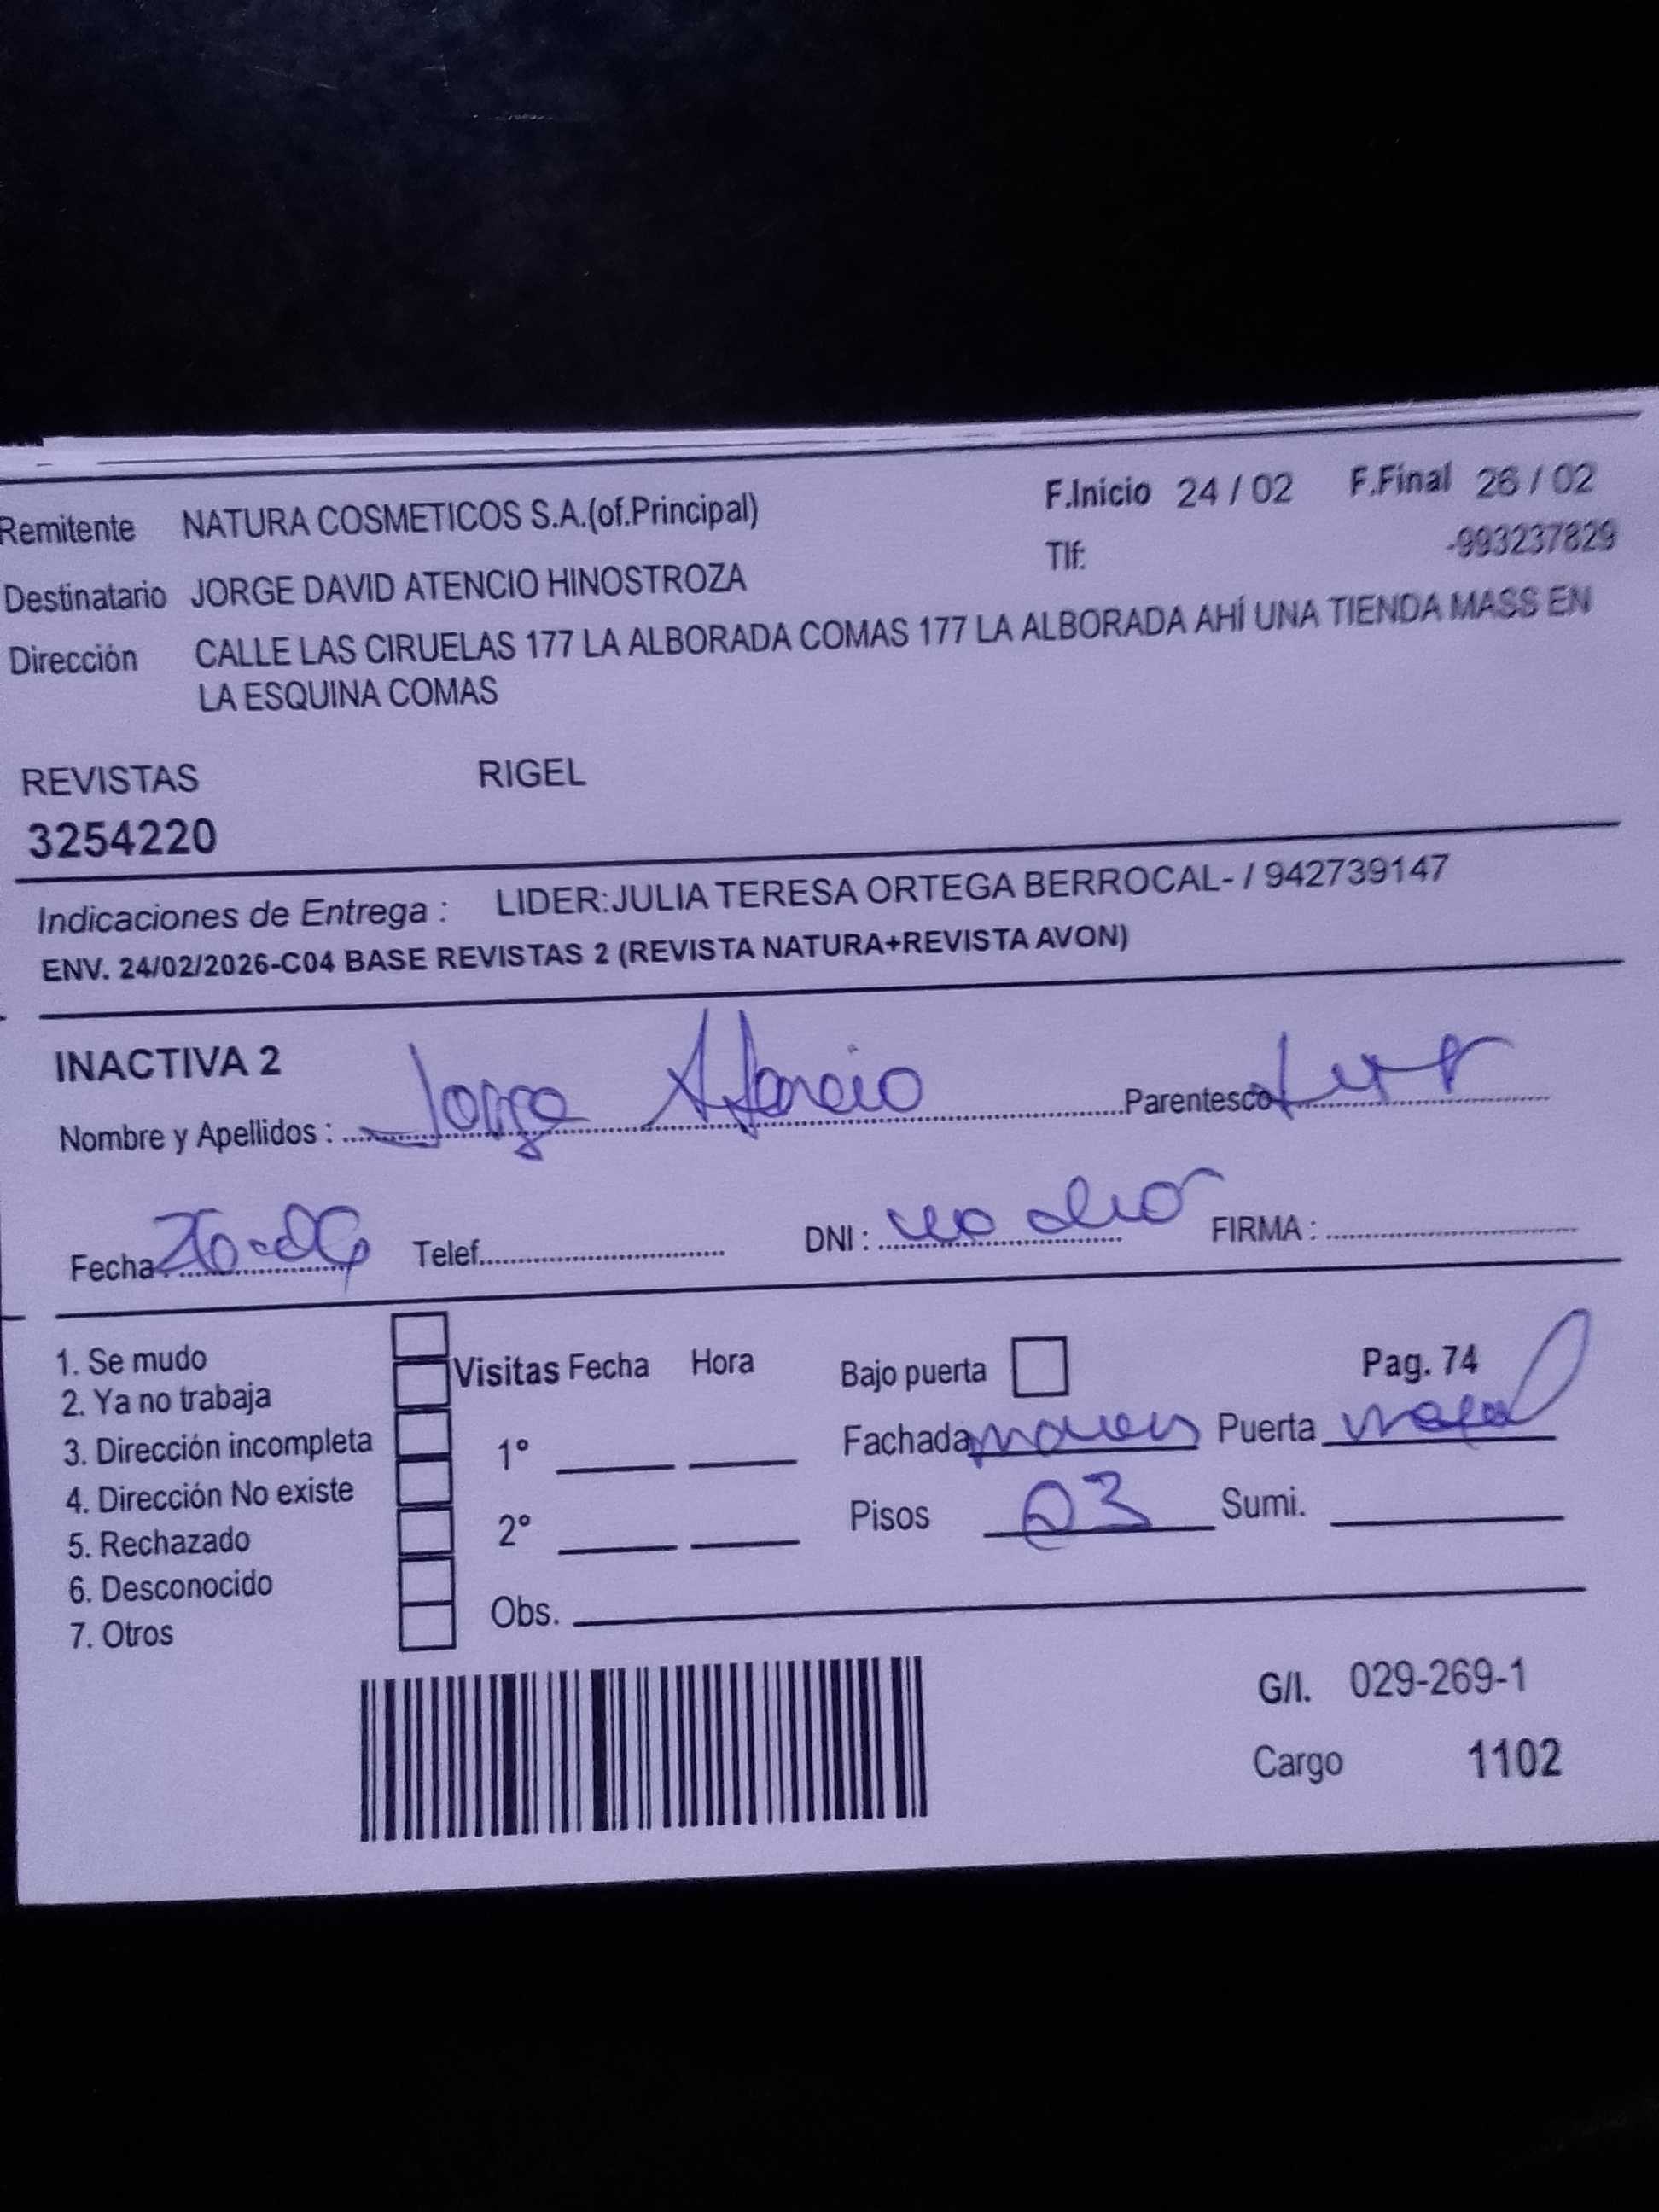 Remitente NATURA COSMETICOS S.A.(of.Principal) F.Inicio 24 / 02 F.Final 26 / 02
Destinatario JORGE DAVID ATENCIO HINOSTROZA Tlf: -993237829
Dirección CALLE LAS CIRUELAS 177 LA ALBORADA COMAS 177 LA ALBORADA AHÍ UNA TIENDA MASS EN
LA ESQUINA COMAS
REVISTAS RIGEL
3254220
Indicaciones de Entrega : LIDER:JULIA TERESA ORTEGA BERROCAL- / 942739147
ENV. 24/02/2026-C04 BASE REVISTAS 2 (REVISTA NATURA+REVISTA AVON)
INACTIVA 2
Nombre y Apellidos : Jorge Atencio Parentesco
Fecha Telef. DNI : no dio FIRMA :
1. Se mudo
2. Ya no trabaja
3. Dirección incompleta
4. Dirección No existe
5. Rechazado
6. Desconocido
7. Otros
Visitas Fecha Hora
1°
2°
Obs.
Bajo puerta Pag. 74
Fachada Puerta
Pisos 03 Sumi.
G/I. 029-269-1
Cargo 1102